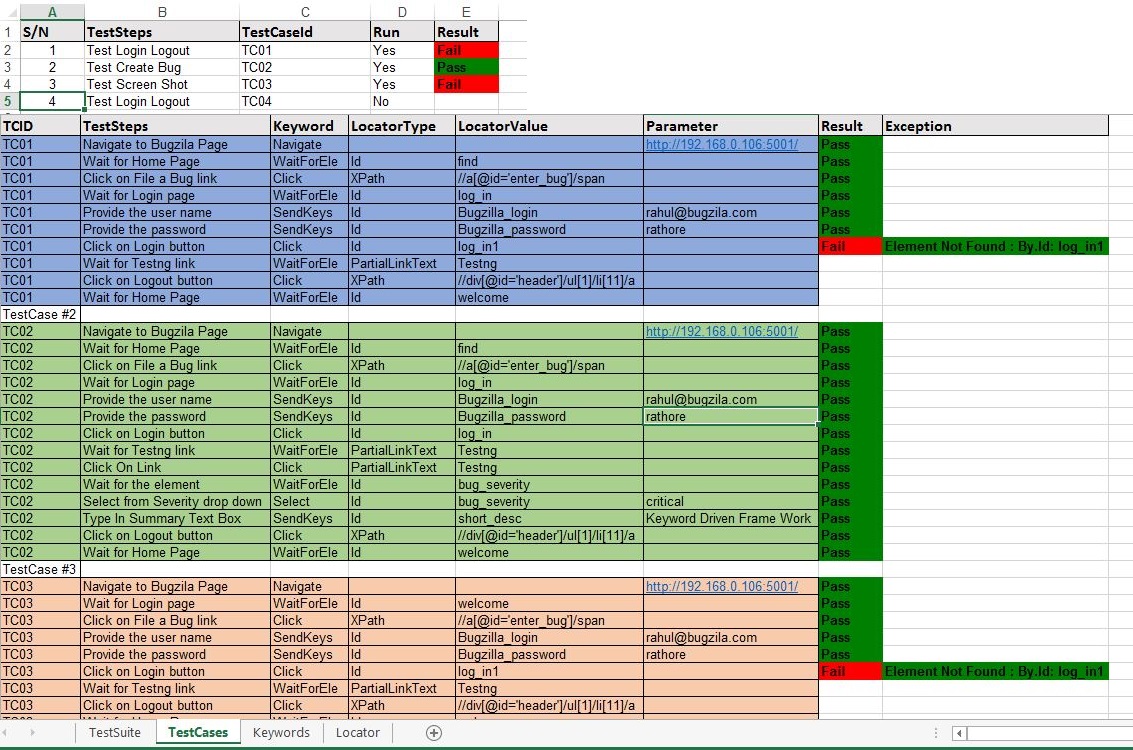 A B C D E
1 S/N TestSteps TestCaseId Run Result
2 1 Test Login Logout TC01 Yes Fail
3 2 Test Create Bug TC02 Yes Pass
4 3 Test Screen Shot TC03 Yes Fail
5 4 Test Login Logout TC04 No
TCID TestSteps Keyword LocatorType LocatorValue Parameter Result Exception
TC01 Navigate to Bugzila Page Navigate http://192.168.0.106:5001/ Pass
TC01 Wait for Home Page WaitForEle Id find Pass
TC01 Click on File a Bug link Click XPath //a[@id='enter_bug']/span Pass
TC01 Wait for Login page WaitForEle Id log_in Pass
TC01 Provide the user name SendKeys Id Bugzilla_login rahul@bugzila.com Pass
TC01 Provide the password SendKeys Id Bugzilla_password rathore Pass
TC01 Click on Login button Click Id log_in1 Fail Element Not Found : By.Id: log_in1
TC01 Wait for Testng link WaitForEle PartialLinkText Testng
TC01 Click on Logout button Click XPath //div[@id='header']/ul[1]/li[11]/a
TC01 Wait for Home Page WaitForEle Id welcome
TestCase #2
TC02 Navigate to Bugzila Page Navigate http://192.168.0.106:5001/ Pass
TC02 Wait for Home Page WaitForEle Id find Pass
TC02 Click on File a Bug link Click XPath //a[@id='enter_bug']/span Pass
TC02 Wait for Login page WaitForEle Id log_in Pass
TC02 Provide the user name SendKeys Id Bugzilla_login rahul@bugzila.com Pass
TC02 Provide the password SendKeys Id Bugzilla_password rathore Pass
TC02 Click on Login button Click Id log_in Pass
TC02 Wait for Testng link WaitForEle PartialLinkText Testng Pass
TC02 Click On Link Click PartialLinkText Testng Pass
TC02 Wait for the element WaitForEle Id bug_severity Pass
TC02 Select from Severity drop down Select Id bug_severity critical Pass
TC02 Type In Summary Text Box SendKeys Id short_desc Keyword Driven Frame Work Pass
TC02 Click on Logout button Click XPath //div[@id='header']/ul[1]/li[11]/a Pass
TC02 Wait for Home Page WaitForEle Id welcome Pass
TestCase #3
TC03 Navigate to Bugzila Page Navigate http://192.168.0.106:5001/ Pass
TC03 Wait for Login page WaitForEle Id welcome Pass
TC03 Click on File a Bug link Click XPath //a[@id='enter_bug']/span Pass
TC03 Provide the user name SendKeys Id Bugzilla_login rahul@bugzila.com Pass
TC03 Provide the password SendKeys Id Bugzilla_password rathore Pass
TC03 Click on Login button Click Id log_in1 Fail Element Not Found : By.Id: log_in1
TC03 Wait for Testng link WaitForEle PartialLinkText Testng
TC03 Click on Logout button Click XPath //div[@id='header']/ul[1]/li[11]/a
TestSuite TestCases Keywords Locator